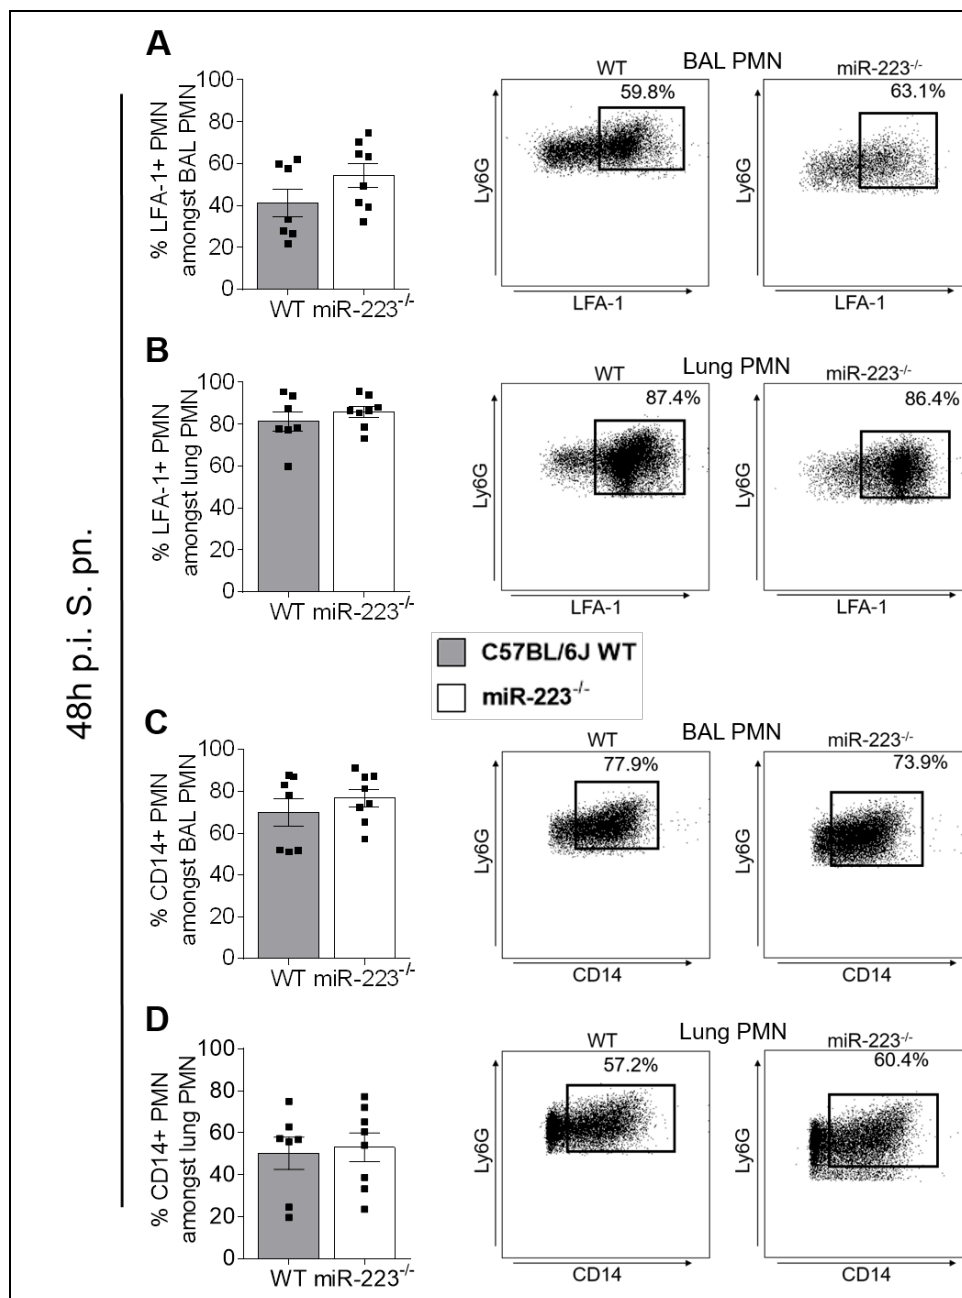 48h p.i. S. pn.
A
% LFA-1+ PMN
amongst BAL PMN
100
80
60
40
20
0
WT miR-223-/-
BAL PMN
WT
59.8%
Ly6G
LFA-1
miR-223-/-
63.1%
Ly6G
LFA-1
B
% LFA-1+ PMN
amongst lung PMN
100
80
60
40
20
0
WT miR-223-/-
Lung PMN
WT
87.4%
Ly6G
LFA-1
miR-223-/-
86.4%
Ly6G
LFA-1
C57BL/6J WT
miR-223-/-
C
% CD14+ PMN
amongst BAL PMN
100
80
60
40
20
0
WT miR-223-/-
BAL PMN
WT
77.9%
Ly6G
CD14
miR-223-/-
73.9%
Ly6G
CD14
D
% CD14+ PMN
amongst lung PMN
100
80
60
40
20
0
WT miR-223-/-
Lung PMN
WT
57.2%
Ly6G
CD14
miR-223-/-
60.4%
Ly6G
CD14